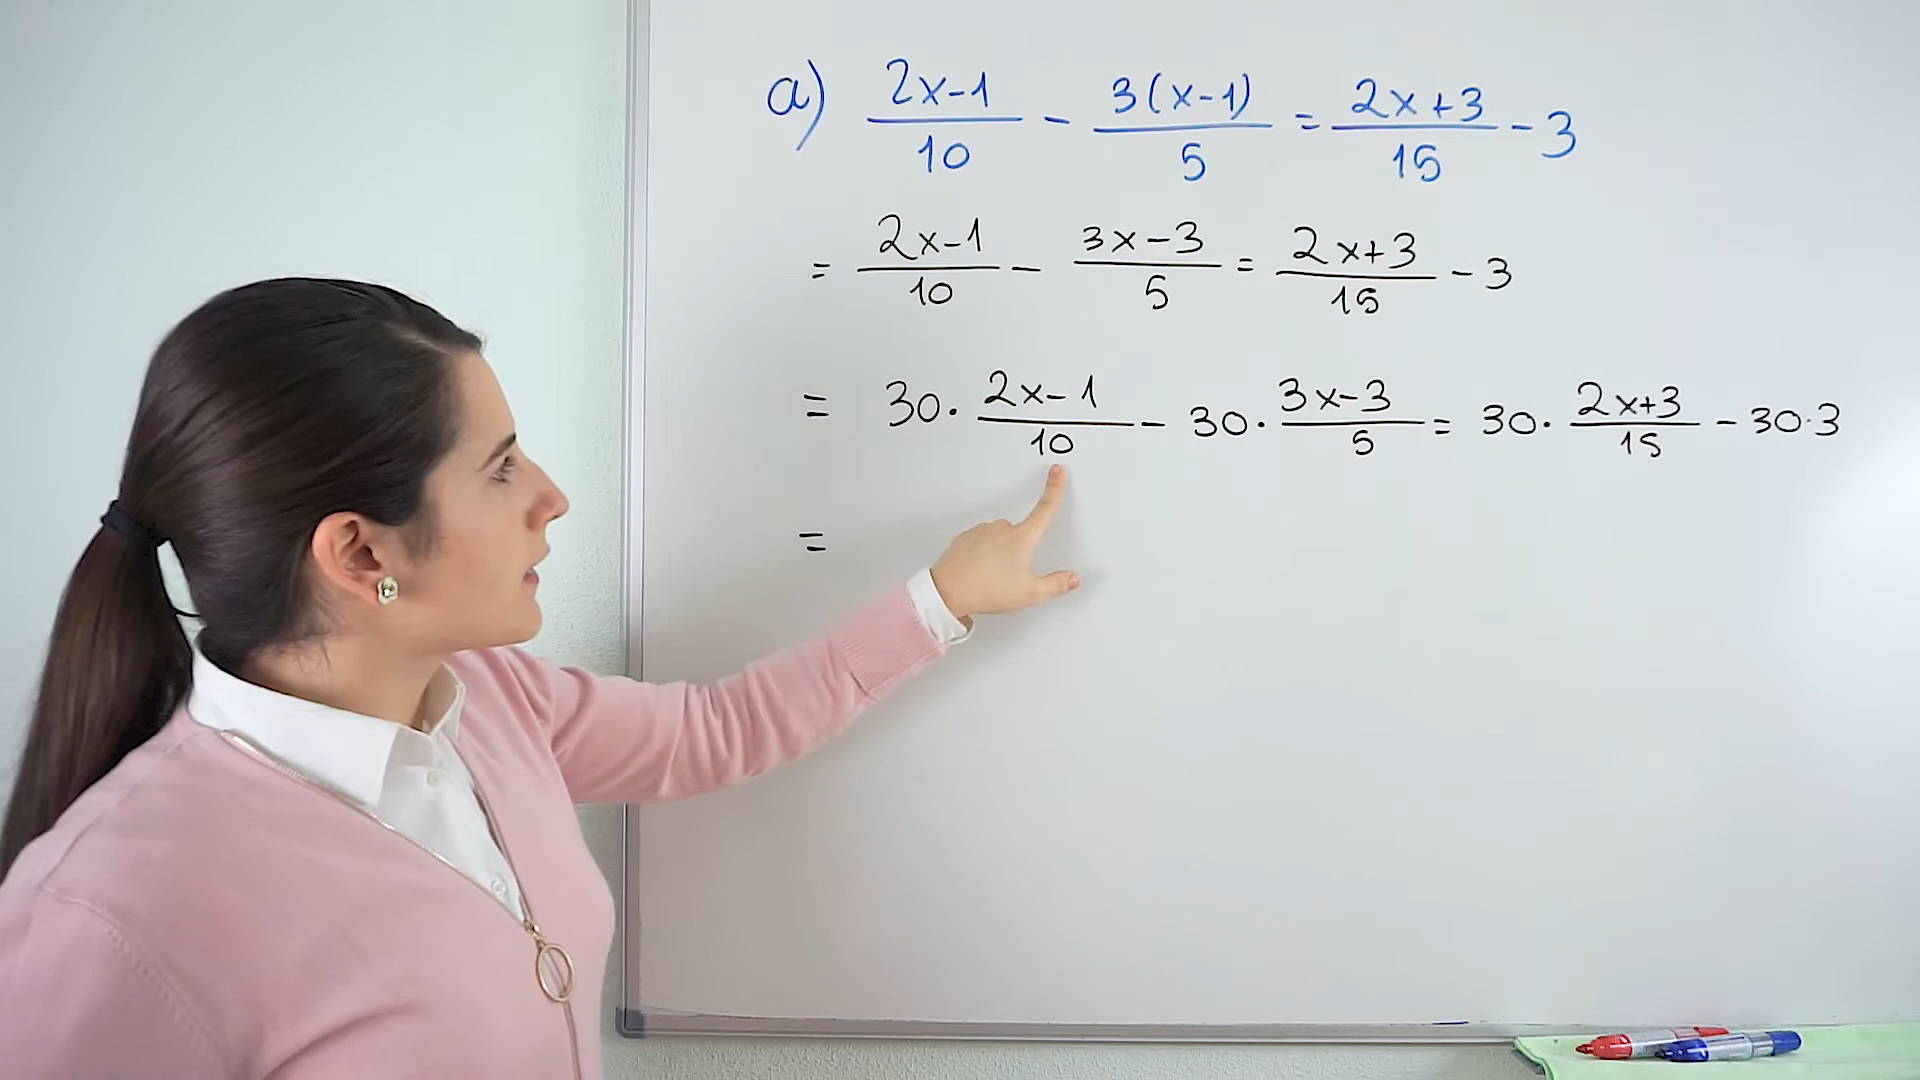 a) (2x-1)/10 - 3(x-1)/5 = (2x+3)/15 - 3
= (2x-1)/10 - (3x-3)/5 = (2x+3)/15 - 3
= 30·(2x-1)/10 - 30·(3x-3)/5 = 30·(2x+3)/15 - 30·3
=